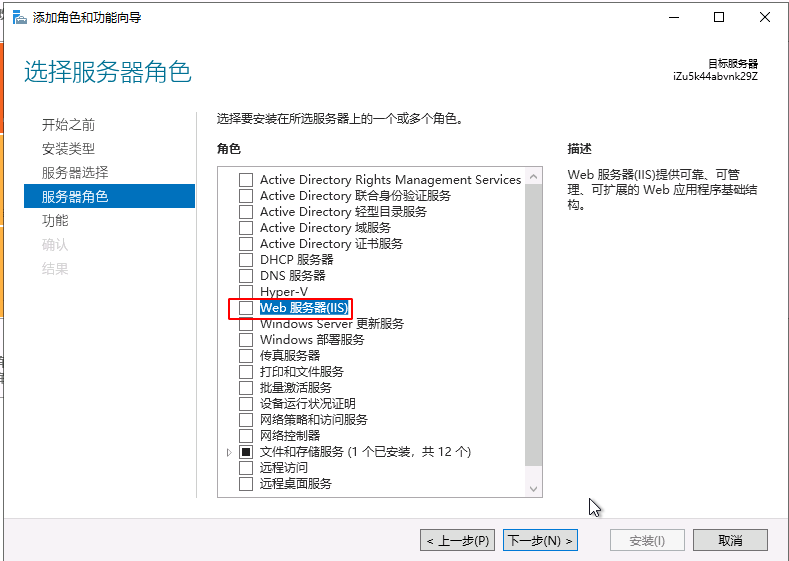 添加角色和功能向导
选择服务器角色
目标服务器
iZu5k44abvnk29Z
开始之前
安装类型
服务器选择
服务器角色
功能
确认
结果
选择要安装在所选服务器上的一个或多个角色。
角色
Active Directory Rights Management Services
Active Directory 联合身份验证服务
Active Directory 轻型目录服务
Active Directory 域服务
Active Directory 证书服务
DHCP 服务器
DNS 服务器
Hyper-V
Web 服务器(IIS)
Windows Server 更新服务
Windows 部署服务
传真服务器
打印和文件服务
批量激活服务
设备运行状况证明
网络策略和访问服务
网络控制器
文件和存储服务 (1 个已安装，共 12 个)
远程访问
远程桌面服务
描述
Web 服务器(IIS)提供可靠、可管
理、可扩展的 Web 应用程序基础结
构。
< 上一步(P)
下一步(N) >
安装(I)
取消